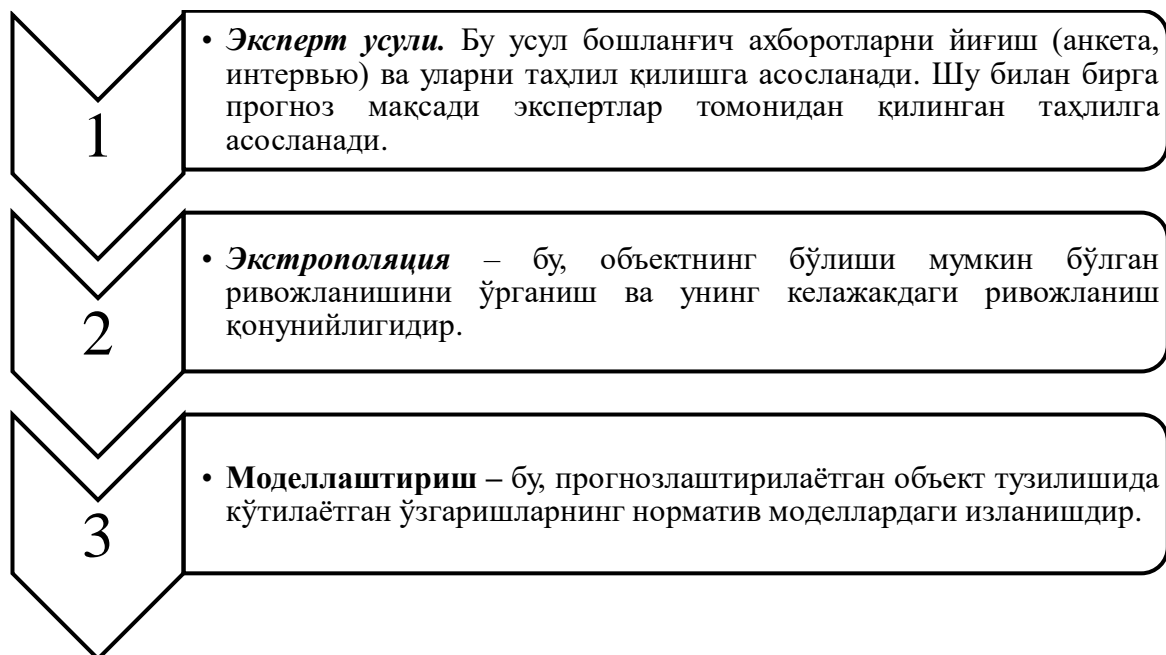 1
• Эксперт усули. Бу усул бошланғич ахборотларни йиғиш (анкета,
интервью) ва уларни таҳлил қилишга асосланади. Шу билан бирга
прогноз мақсади экспертлар томонидан қилинган таҳлилга
асосланади.
2
• Экстрополяция – бу, объектнинг бўлиши мумкин бўлган
ривожланишини ўрганиш ва унинг келажакдаги ривожланиш
қонунийлигидир.
3
• Моделлаштириш – бу, прогнозлаштирилаётган объект тузилишида
кўтилаётган ўзгаришларнинг норматив моделлардаги изланишдир.